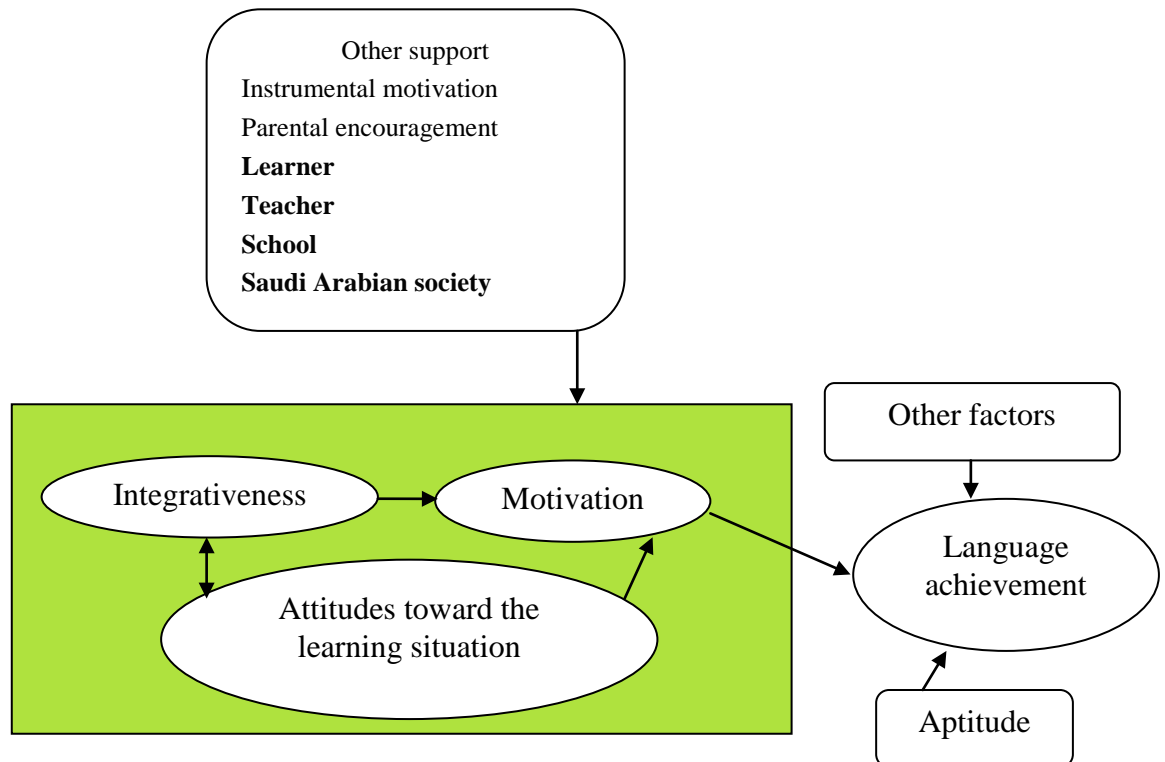 Other support
Instrumental motivation
Parental encouragement
Learner
Teacher
School
Saudi Arabian society
Other factors
Integrativeness
Motivation
Language
achievement
Attitudes toward the
learning situation
Aptitude